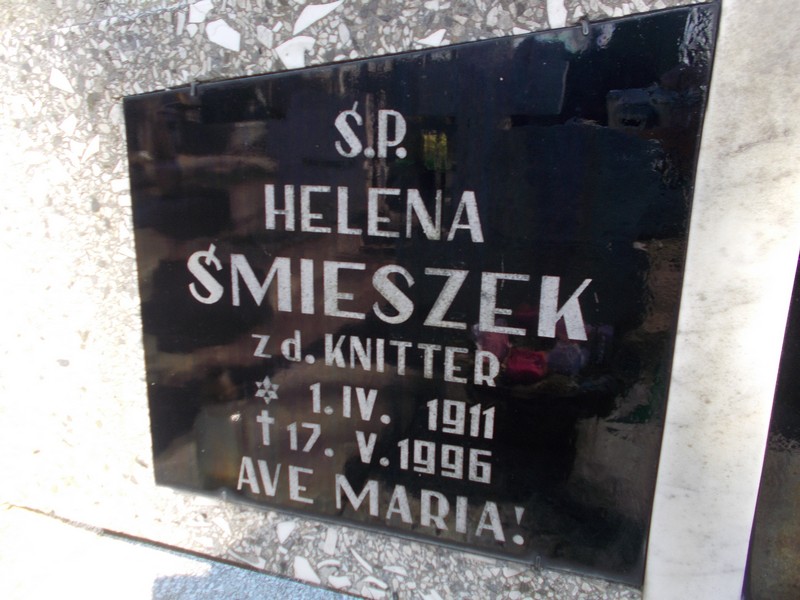 Ś.P.
HELENA
ŚMIESZEK
z d. KNITTER
✡ 1. IV. 1911
† 17. V. 1996
AVE MARIA!